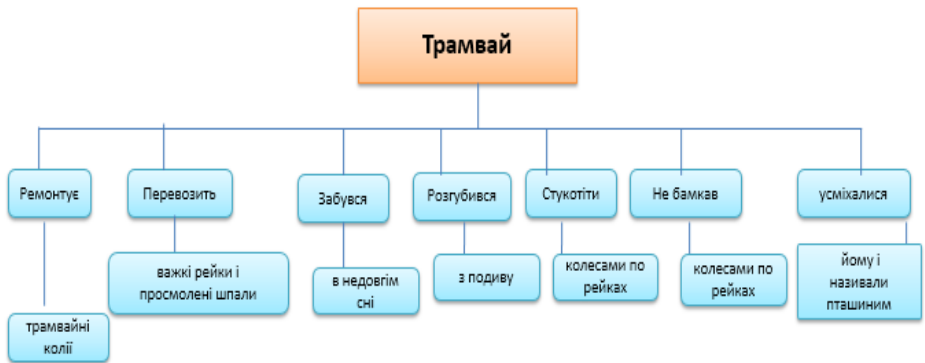 Трамвай
Ремонтує
Перевозить
Забувся
Розгубився
Стукотіти
Не бамкав
усміхалися
важкі рейки і
просмолені шпали
в недовгім
сні
з подиву
колесами по
рейках
колесами по
рейках
йому і
називали
пташиним
трамвайні
колії